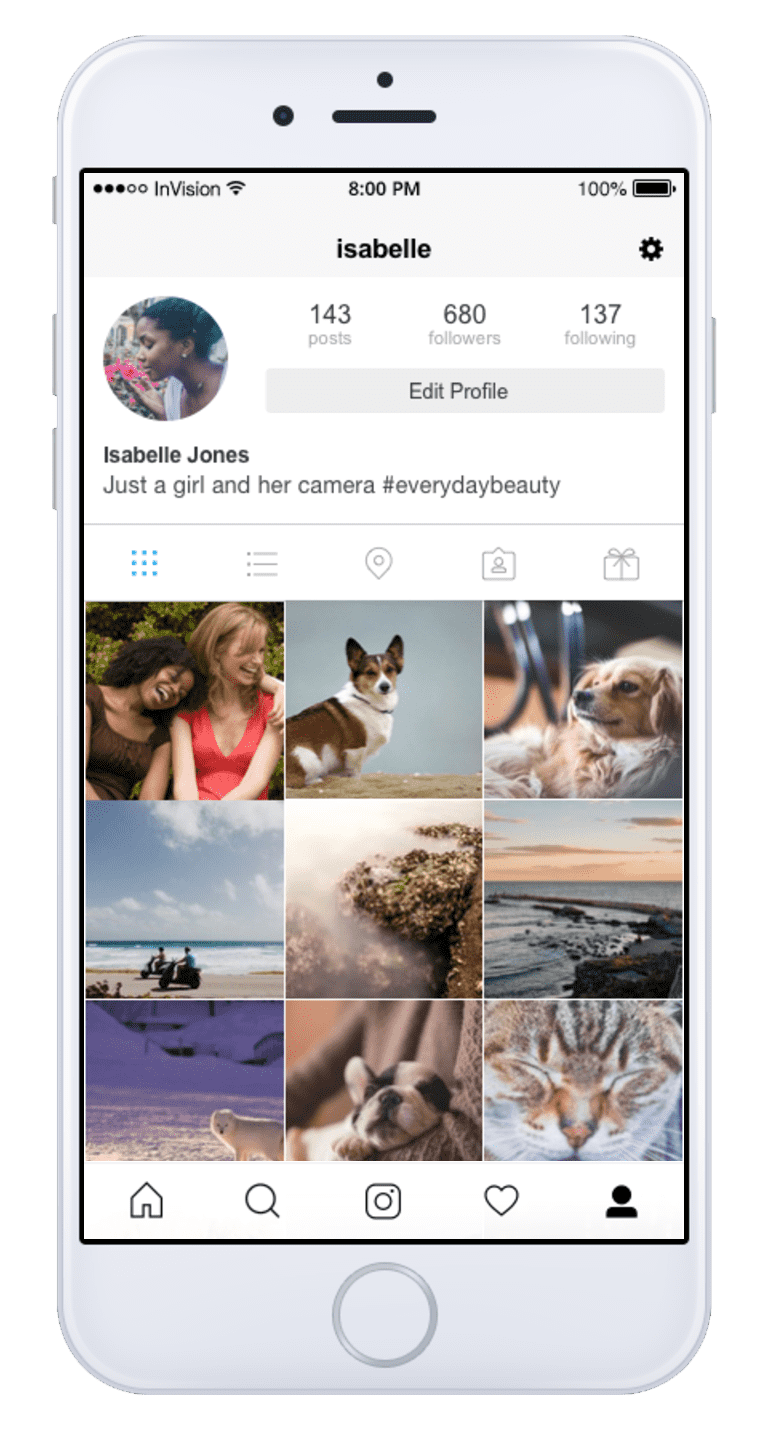 InVision 8:00 PM 100%
isabelle
143 680 137
posts followers following
Edit Profile
Isabelle Jones
Just a girl and her camera #everydaybeauty